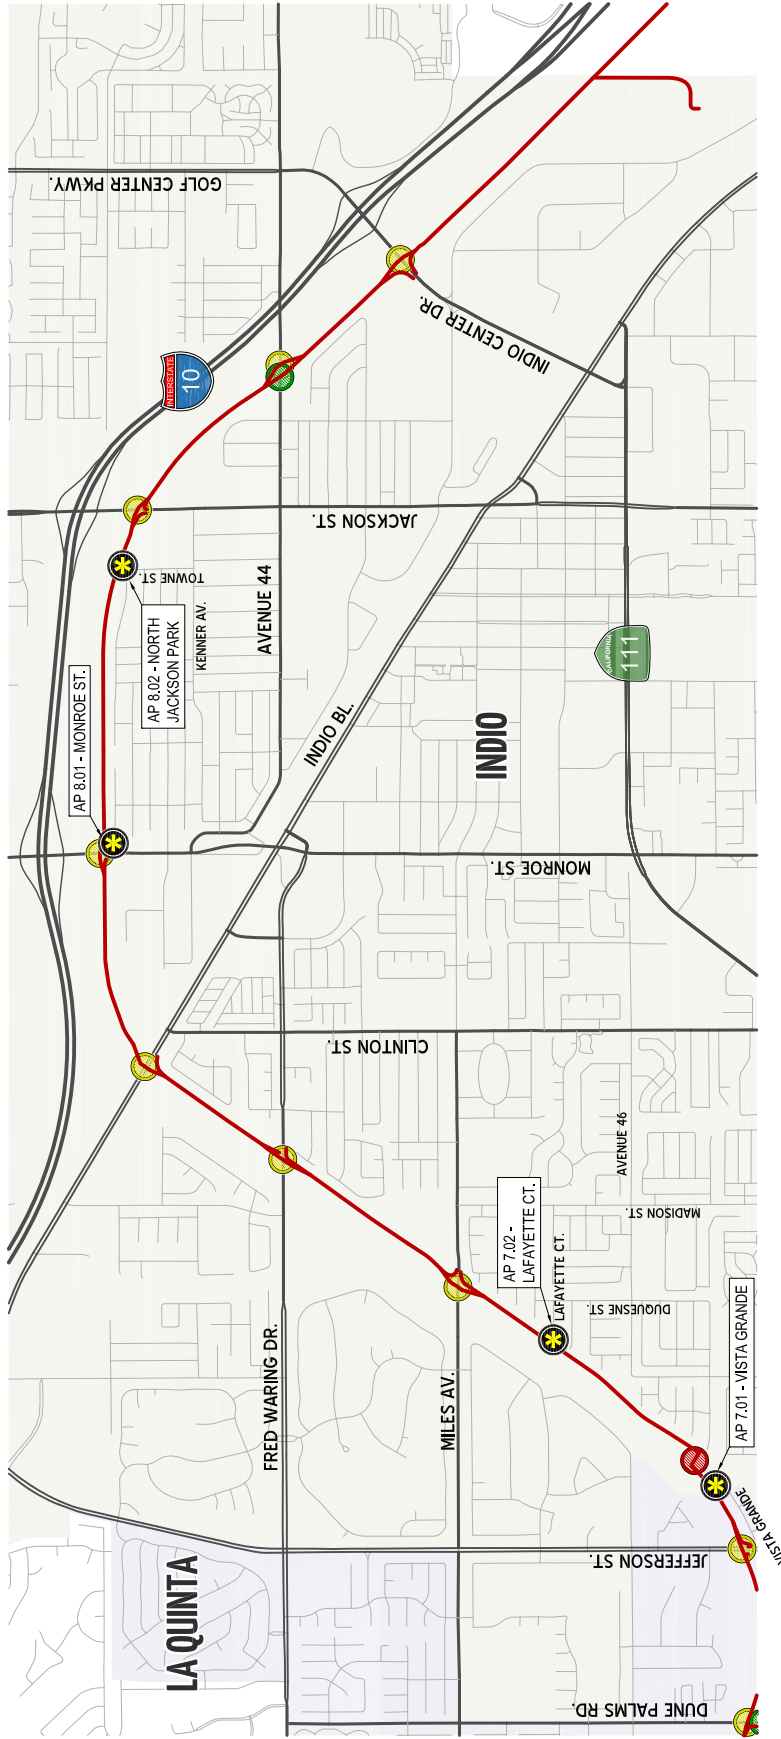 GOLF CENTER PKWY.
INTERSTATE
10
INDIO CENTER DR.
JACKSON ST.
TOWNE ST.
AP 8.02 - NORTH
JACKSON PARK
KENNER AV.
AVENUE 44
AP 8.01 - MONROE ST.
INDIO BL.
INDIO
CALIFORNIA
111
MONROE ST.
CLINTON ST.
AVENUE 46
MADISON ST.
AP 7.02 -
LAFAYETTE CT.
LAFAYETTE CT.
DUQUESNE ST.
FRED WARING DR.
MILES AV.
AP 7.01 - VISTA GRANDE
VISTA GRANDE
JEFFERSON ST.
LA QUINTA
DUNE PALMS RD.